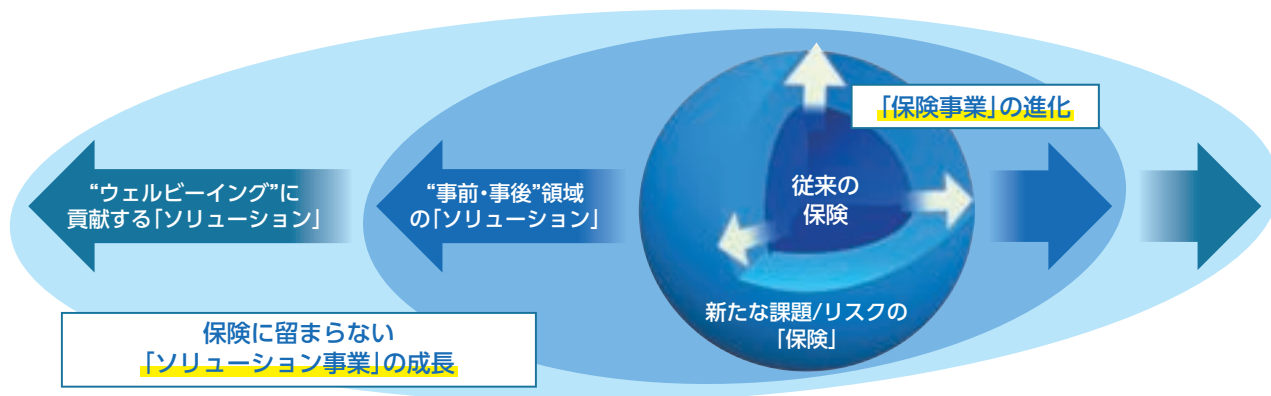 「保険事業」の進化
“ウェルビーイング”に
貢献する「ソリューション」
“事前・事後”領域
の「ソリューション」
従来の
保険
新たな課題/リスクの
「保険」
保険に留まらない
「ソリューション事業」の成長